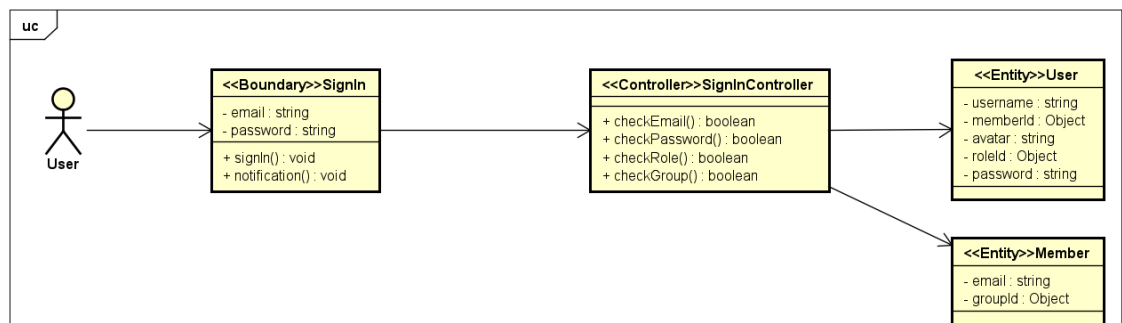 uc
User
<<Boundary>>SignIn
- email : string
- password : string
+ signIn() : void
+ notification() : void
<<Controller>>SignInController
+ checkEmail() : boolean
+ checkPassword() : boolean
+ checkRole() : boolean
+ checkGroup() : boolean
<<Entity>>User
- username : string
- memberId : Object
- avatar : string
- roleId : Object
- password : string
<<Entity>>Member
- email : string
- groupId : Object